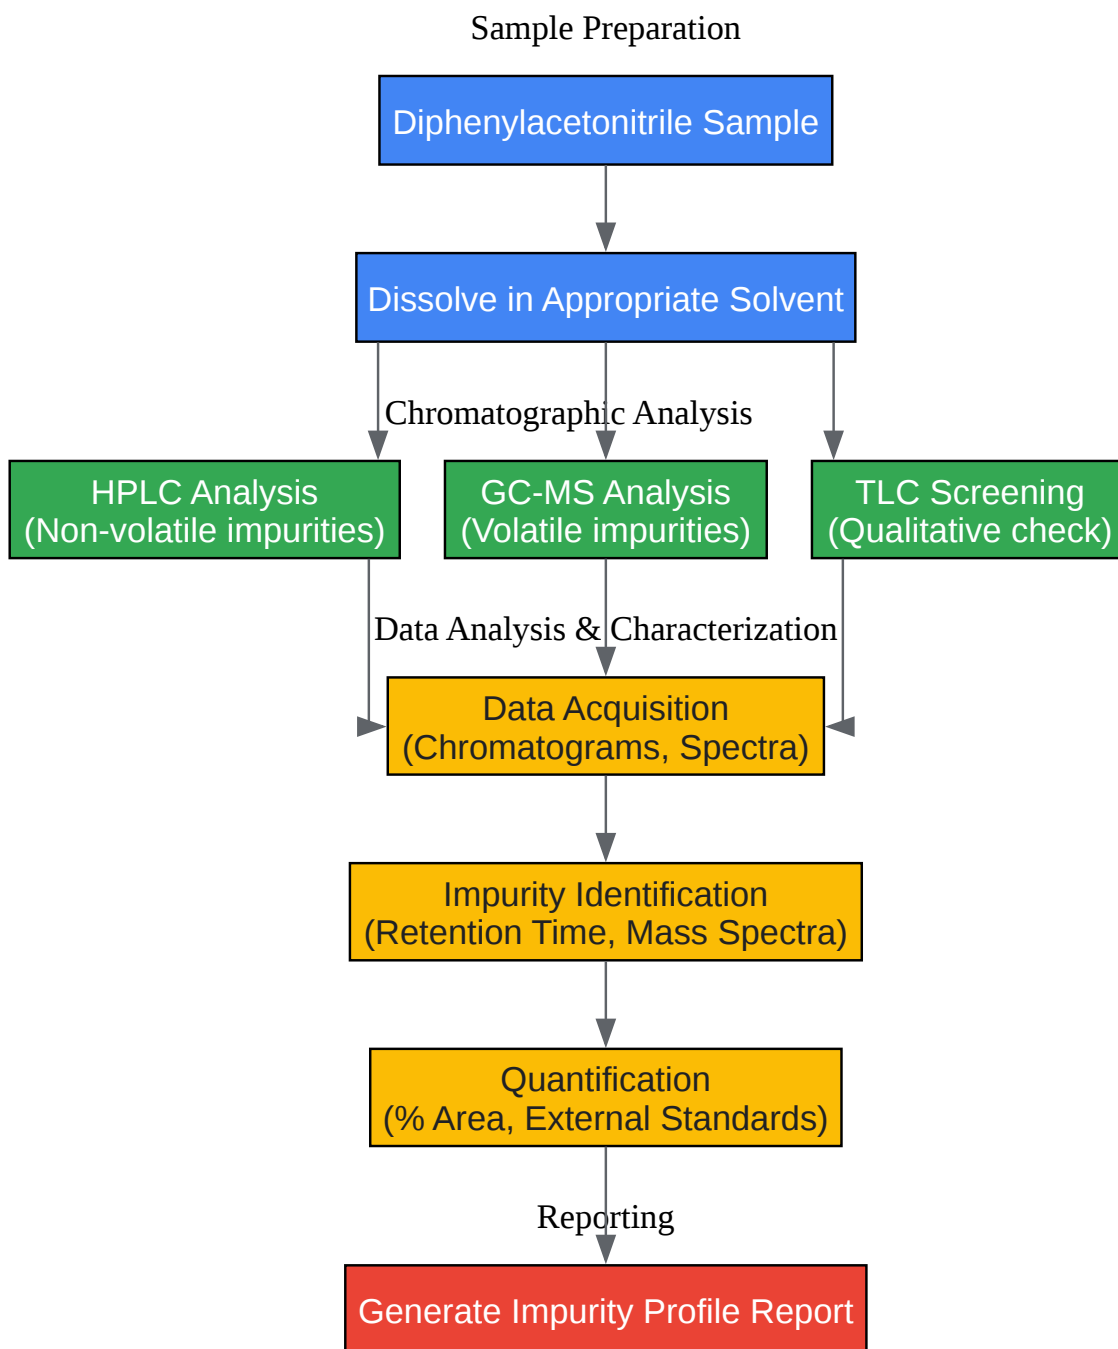 Sample Preparation
Diphenylacetonitrile Sample
Dissolve in Appropriate Solvent
Chromatographic Analysis
HPLC Analysis
(Non-volatile impurities)
GC-MS Analysis
(Volatile impurities)
TLC Screening
(Qualitative check)
Data Analysis & Characterization
Data Acquisition
(Chromatograms, Spectra)
Impurity Identification
(Retention Time, Mass Spectra)
Quantification
(% Area, External Standards)
Reporting
Generate Impurity Profile Report